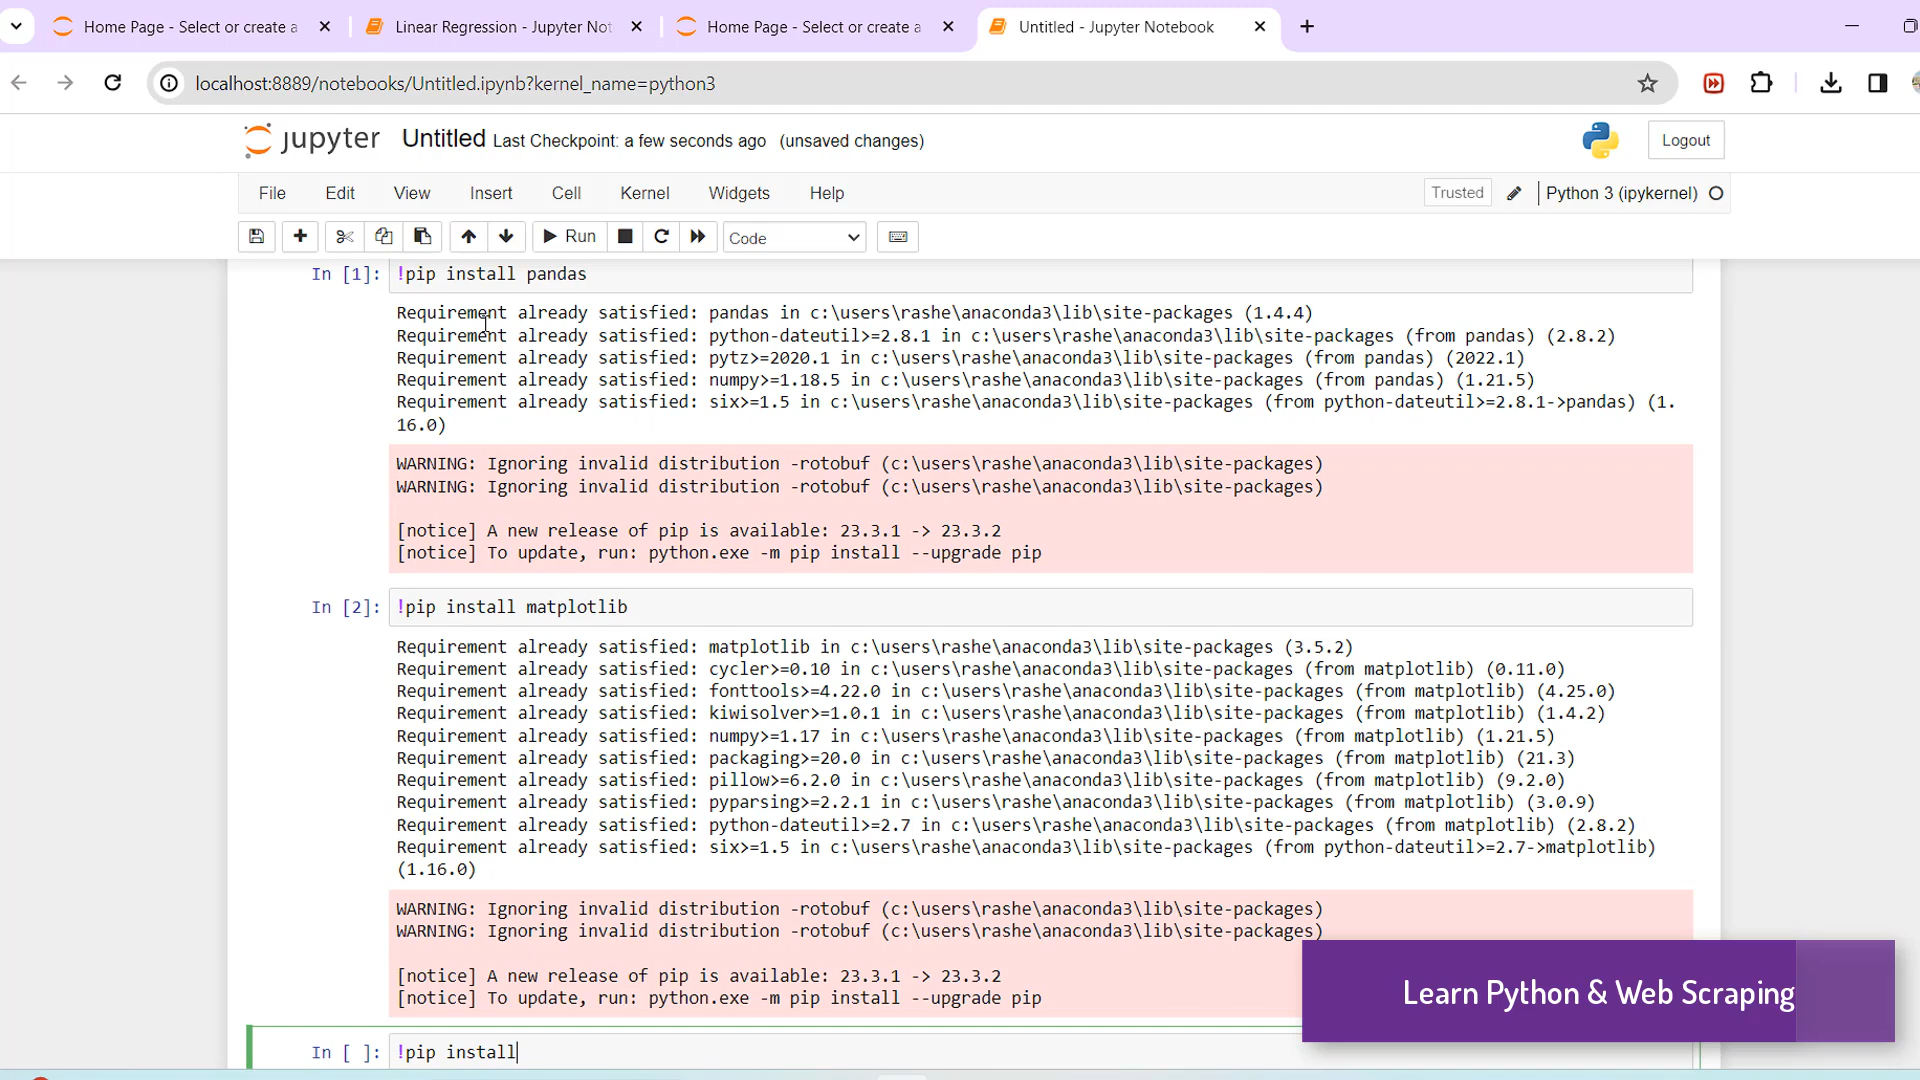 Home Page - Select or create a
Linear Regression - Jupyter Not
Home Page - Select or create a
Untitled - Jupyter Notebook
localhost:8889/notebooks/Untitled.ipynb?kernel_name=python3
jupyter Untitled Last Checkpoint: a few seconds ago (unsaved changes)
Logout
File Edit View Insert Cell Kernel Widgets Help
Trusted Python 3 (ipykernel)
Run Code
In [1]: !pip install pandas
Requirement already satisfied: pandas in c:\users\rashe\anaconda3\lib\site-packages (1.4.4)
Requirement already satisfied: python-dateutil>=2.8.1 in c:\users\rashe\anaconda3\lib\site-packages (from pandas) (2.8.2)
Requirement already satisfied: pytz>=2020.1 in c:\users\rashe\anaconda3\lib\site-packages (from pandas) (2022.1)
Requirement already satisfied: numpy>=1.18.5 in c:\users\rashe\anaconda3\lib\site-packages (from pandas) (1.21.5)
Requirement already satisfied: six>=1.5 in c:\users\rashe\anaconda3\lib\site-packages (from python-dateutil>=2.8.1->pandas) (1.
16.0)
WARNING: Ignoring invalid distribution -rotobuf (c:\users\rashe\anaconda3\lib\site-packages)
WARNING: Ignoring invalid distribution -rotobuf (c:\users\rashe\anaconda3\lib\site-packages)
[notice] A new release of pip is available: 23.3.1 -> 23.3.2
[notice] To update, run: python.exe -m pip install --upgrade pip
In [2]: !pip install matplotlib
Requirement already satisfied: matplotlib in c:\users\rashe\anaconda3\lib\site-packages (3.5.2)
Requirement already satisfied: cycler>=0.10 in c:\users\rashe\anaconda3\lib\site-packages (from matplotlib) (0.11.0)
Requirement already satisfied: fonttools>=4.22.0 in c:\users\rashe\anaconda3\lib\site-packages (from matplotlib) (4.25.0)
Requirement already satisfied: kiwisolver>=1.0.1 in c:\users\rashe\anaconda3\lib\site-packages (from matplotlib) (1.4.2)
Requirement already satisfied: numpy>=1.17 in c:\users\rashe\anaconda3\lib\site-packages (from matplotlib) (1.21.5)
Requirement already satisfied: packaging>=20.0 in c:\users\rashe\anaconda3\lib\site-packages (from matplotlib) (21.3)
Requirement already satisfied: pillow>=6.2.0 in c:\users\rashe\anaconda3\lib\site-packages (from matplotlib) (9.2.0)
Requirement already satisfied: pyparsing>=2.2.1 in c:\users\rashe\anaconda3\lib\site-packages (from matplotlib) (3.0.9)
Requirement already satisfied: python-dateutil>=2.7 in c:\users\rashe\anaconda3\lib\site-packages (from matplotlib) (2.8.2)
Requirement already satisfied: six>=1.5 in c:\users\rashe\anaconda3\lib\site-packages (from python-dateutil>=2.7->matplotlib)
(1.16.0)
WARNING: Ignoring invalid distribution -rotobuf (c:\users\rashe\anaconda3\lib\site-packages)
WARNING: Ignoring invalid distribution -rotobuf (c:\users\rashe\anaconda3\lib\site-packages)
[notice] A new release of pip is available: 23.3.1 -> 23.3.2
[notice] To update, run: python.exe -m pip install --upgrade pip
Learn Python & Web Scraping
In [ ]: !pip install